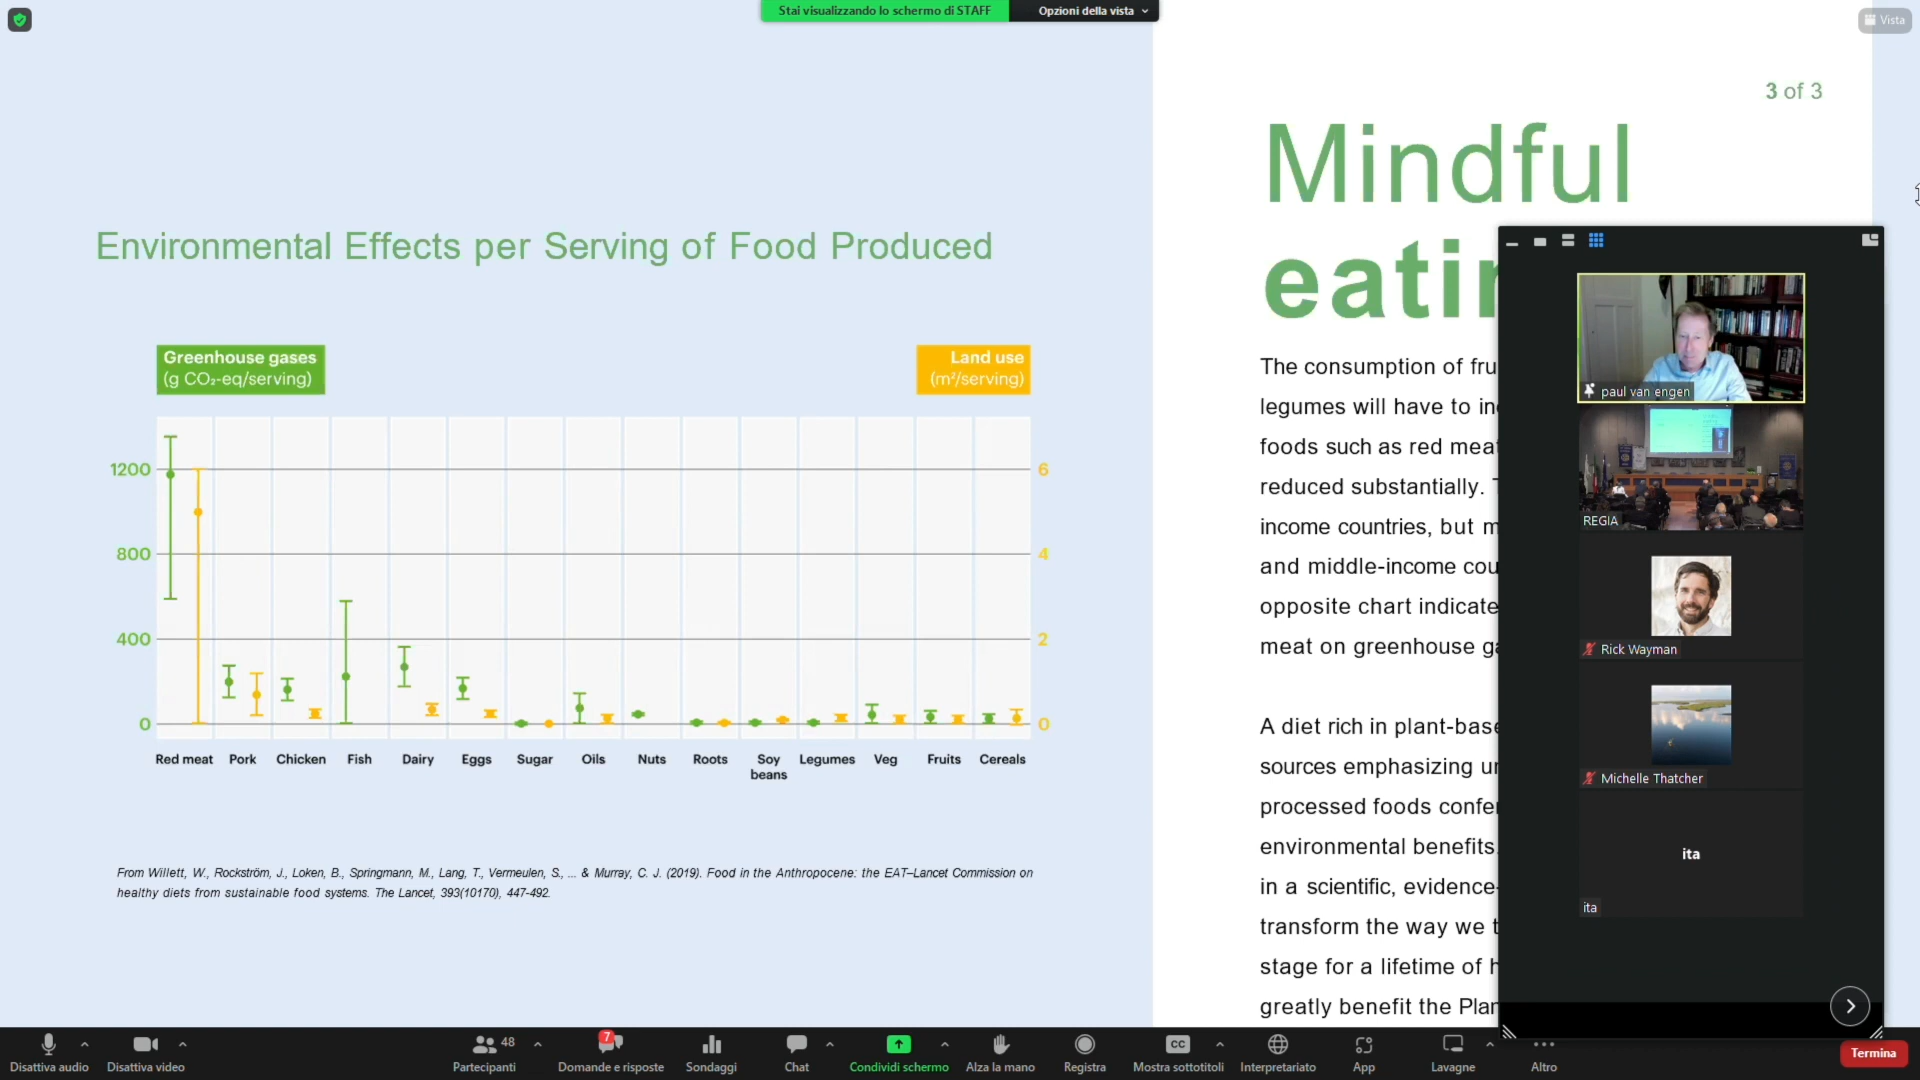 Stai visualizzando lo schermo di STAFF
Opzioni della vista
Vista
3 of 3
Environmental Effects per Serving of Food Produced
Greenhouse gases
(g CO₂-eq/serving)
Land use
(m²/serving)
1200
800
400
0
6
4
2
0
Red meat
Pork
Chicken
Fish
Dairy
Eggs
Sugar
Oils
Nuts
Roots
Soy
beans
Legumes
Veg
Fruits
Cereals
From Willett, W., Rockström, J., Loken, B., Springmann, M., Lang, T., Vermeulen, S., ... & Murray, C. J. (2019). Food in the Anthropocene: the EAT–Lancet Commission on
healthy diets from sustainable food systems. The Lancet, 393(10170), 447-492.
Mindful
eatin
The consumption of fru
legumes will have to in
foods such as red meat
reduced substantially. T
income countries, but m
and middle-income cou
opposite chart indicate
meat on greenhouse ga
A diet rich in plant-base
sources emphasizing un
processed foods confer
environmental benefits.
in a scientific, evidence-
transform the way we t
stage for a lifetime of h
greatly benefit the Plan
paul van engen
REGIA
Rick Wayman
Michelle Thatcher
ita
ita
Disattiva audio
Disattiva video
48
Partecipanti
7
Domande e risposte
Sondaggi
Chat
Condividi schermo
Alza la mano
Registra
CC
Mostra sottotitoli
Interpretariato
App
Lavagne
Altro
Termina